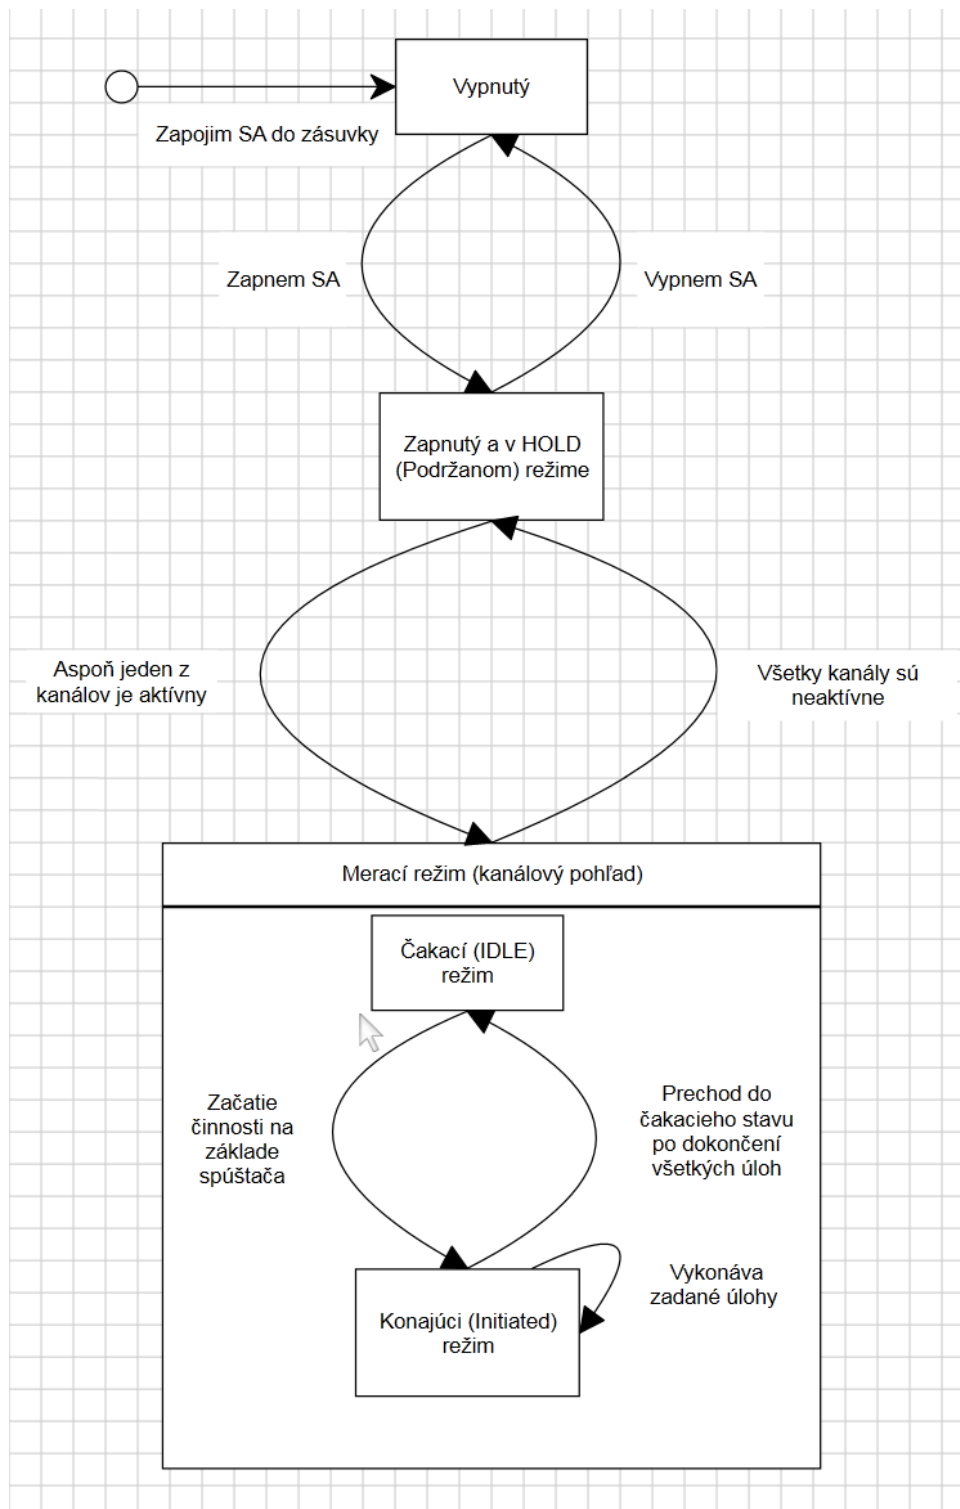 Vypnutý
Zapojim SA do zásuvky
Zapnem SA
Vypnem SA
Zapnutý a v HOLD
(Podržanom) režime
Aspoň jeden z
kanálov je aktívny
Všetky kanály sú
neaktívne
Merací režim (kanálový pohľad)
Čakací (IDLE)
režim
Začatie
činnosti na
základe
spúštača
Prechod do
čakacieho stavu
po dokončení
všetkých úloh
Vykonáva
zadané úlohy
Konajúci (Initiated)
režim